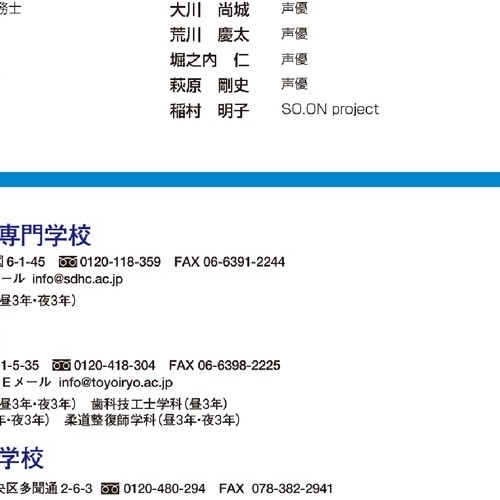 務士
大川　尚城　声優
荒川　慶太　声優
堀之内　仁　声優
萩原　剛史　声優
稲村　明子　SO.ON project
専門学校
6-1-45　0120-118-359　FAX 06-6391-2244
ール info@sdhc.ac.jp
昼3年・夜3年）
1-5-35　0120-418-304　FAX 06-6398-2225
Eメール info@toyoiryo.ac.jp
昼3年・夜3年）　歯科技工士学科（昼3年）
年・夜3年）　柔道整復師学科（昼3年・夜3年）
学校
央区多聞通2-6-3　0120-480-294　FAX 078-382-2941